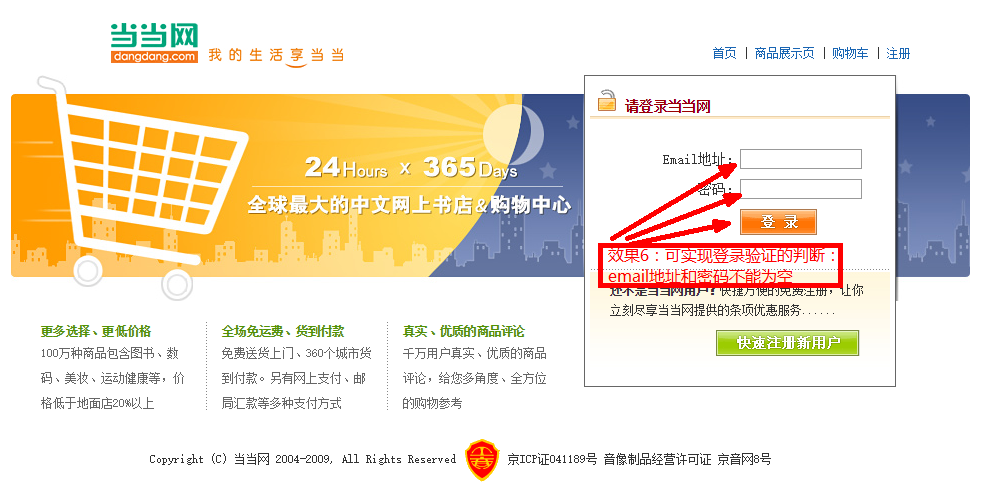 当当网
dangdang.com
我的生活享当当
首页 | 商品展示页 | 购物车 | 注册
请登录当当网
Email地址:
密码:
登 录
24Hours x 365Days
全球最大的中文网上书店&购物中心
效果6:可实现登录验证的判断:
email地址和密码不能为空
还不是当当网用户?快捷方便的免费注册,让你
立刻尽享当当网提供的条项优惠服务......
快速注册新用户
更多选择、更低价格
100万种商品包含图书、数
码、美妆、运动健康等,价
格低于地面店20%以上
全场免运费、货到付款
免费送货上门、360个城市货
到付款。另有网上支付、邮
局汇款等多种支付方式
真实、优质的商品评论
千万用户真实、优质的商品
评论,给您多角度、全方位
的购物参考
Copyright (C) 当当网 2004-2009, All Rights Reserved 京ICP证041189号 音像制品经营许可证 京音网8号